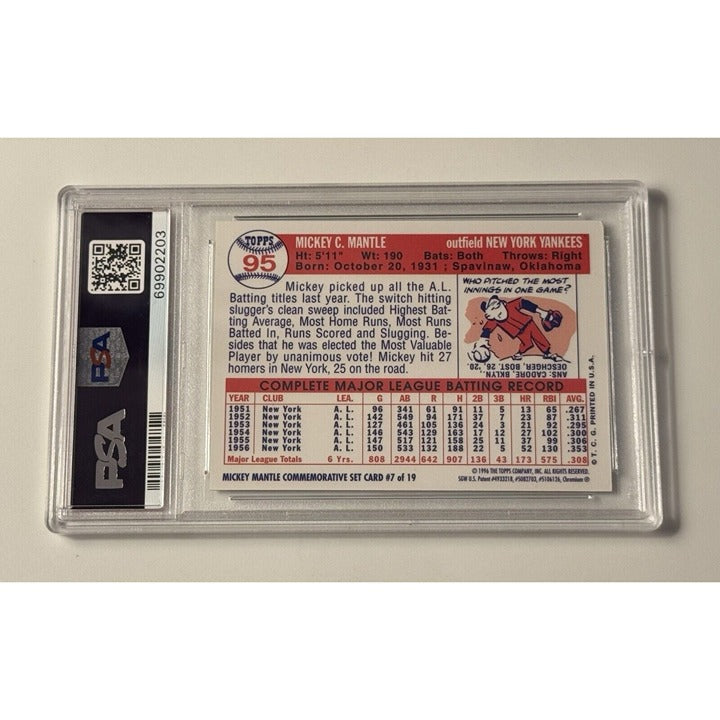 69902203
PSA
PSA
TOPPS
95
MICKEY C. MANTLE
outfield NEW YORK YANKEES
Ht: 5'11" Wt: 190 Bats: Both Throws: Right
Born: October 20, 1931 ; Spavinaw, Oklahoma
Mickey picked up all the A.L.
Batting titles last year. The switch hitting
slugger's clean sweep included Highest Bat-
ting Average, Most Home Runs, Most Runs
Batted In, Runs Scored and Slugging. Be-
sides that he was elected the Most Valuable
Player by unanimous vote! Mickey hit 27
homers in New York, 25 on the road.
WHO PITCHED THE MOST
INNINGS IN ONE GAME?
ANS: CADORE, BKLYN.,
OESCHGER, BOST. 26, '20.
COMPLETE MAJOR LEAGUE BATTING RECORD
YEAR CLUB LEA. G AB R H 2B 3B HR RBI AVG.
1951 New York A. L. 96 341 61 91 11 5 13 65 .267
1952 New York A. L. 142 549 94 171 37 7 23 87 .311
1953 New York A. L. 127 461 105 136 24 3 21 92 .295
1954 New York A. L. 146 543 129 163 17 12 27 102 .300
1955 New York A. L. 147 517 121 158 25 11 37 99 .306
1956 New York A. L. 150 533 132 188 22 5 52 130 .353
Major League Totals 6 Yrs. 808 2944 642 907 136 43 173 575 .308
© T. C. G. PRINTED IN U.S.A.
MICKEY MANTLE COMMEMORATIVE SET CARD #7 of 19
© 1996 THE TOPPS COMPANY, INC. ALL RIGHTS RESERVED.
SGW U.S. Patent #4933218, #5082703, #5106126, Chromium ®